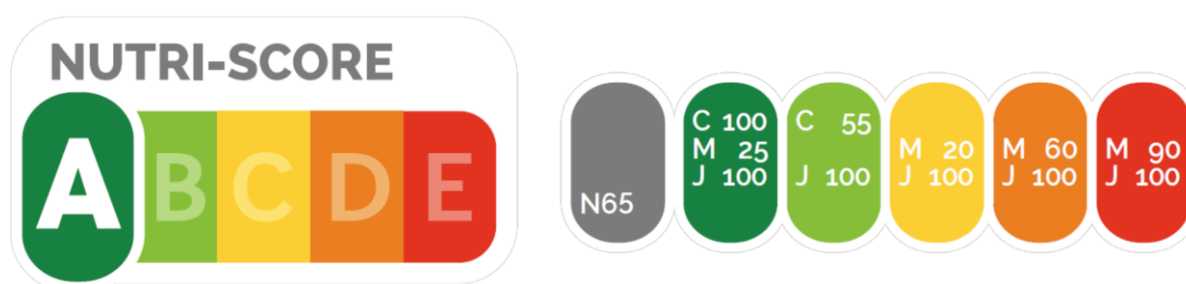 NUTRI-SCORE
A B C D E
N65
C 100
M 25
J 100
C 55
J 100
M 20
J 100
M 60
J 100
M 90
J 100